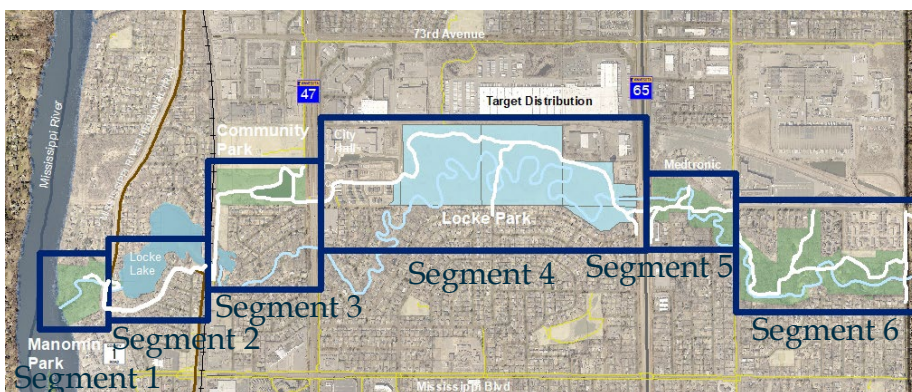 73rd Avenue
47
65
Target Distribution
Community
Park
City
Hall
Medtronic
Mississippi River
Locke Park
Locke
Lake
Segment 4
Segment 5
Segment 3
Segment 2
Segment 6
Manomin
Park
1
Segment 1
Mississippi Blvd